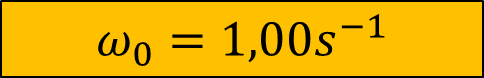 ω₀ = 1,00s⁻¹